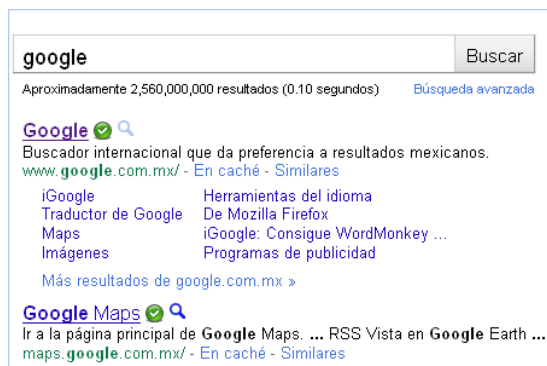 google Buscar
Aproximadamente 2,560,000,000 resultados (0.10 segundos) Búsqueda avanzada
Google
Buscador internacional que da preferencia a resultados mexicanos.
www.google.com.mx/ - En caché - Similares
iGoogle Herramientas del idioma
Traductor de Google De Mozilla Firefox
Maps iGoogle: Consigue WordMonkey ...
Imágenes Programas de publicidad
Más resultados de google.com.mx »
Google Maps
Ir a la página principal de Google Maps. ... RSS Vista en Google Earth ...
maps.google.com.mx/ - En caché - Similares